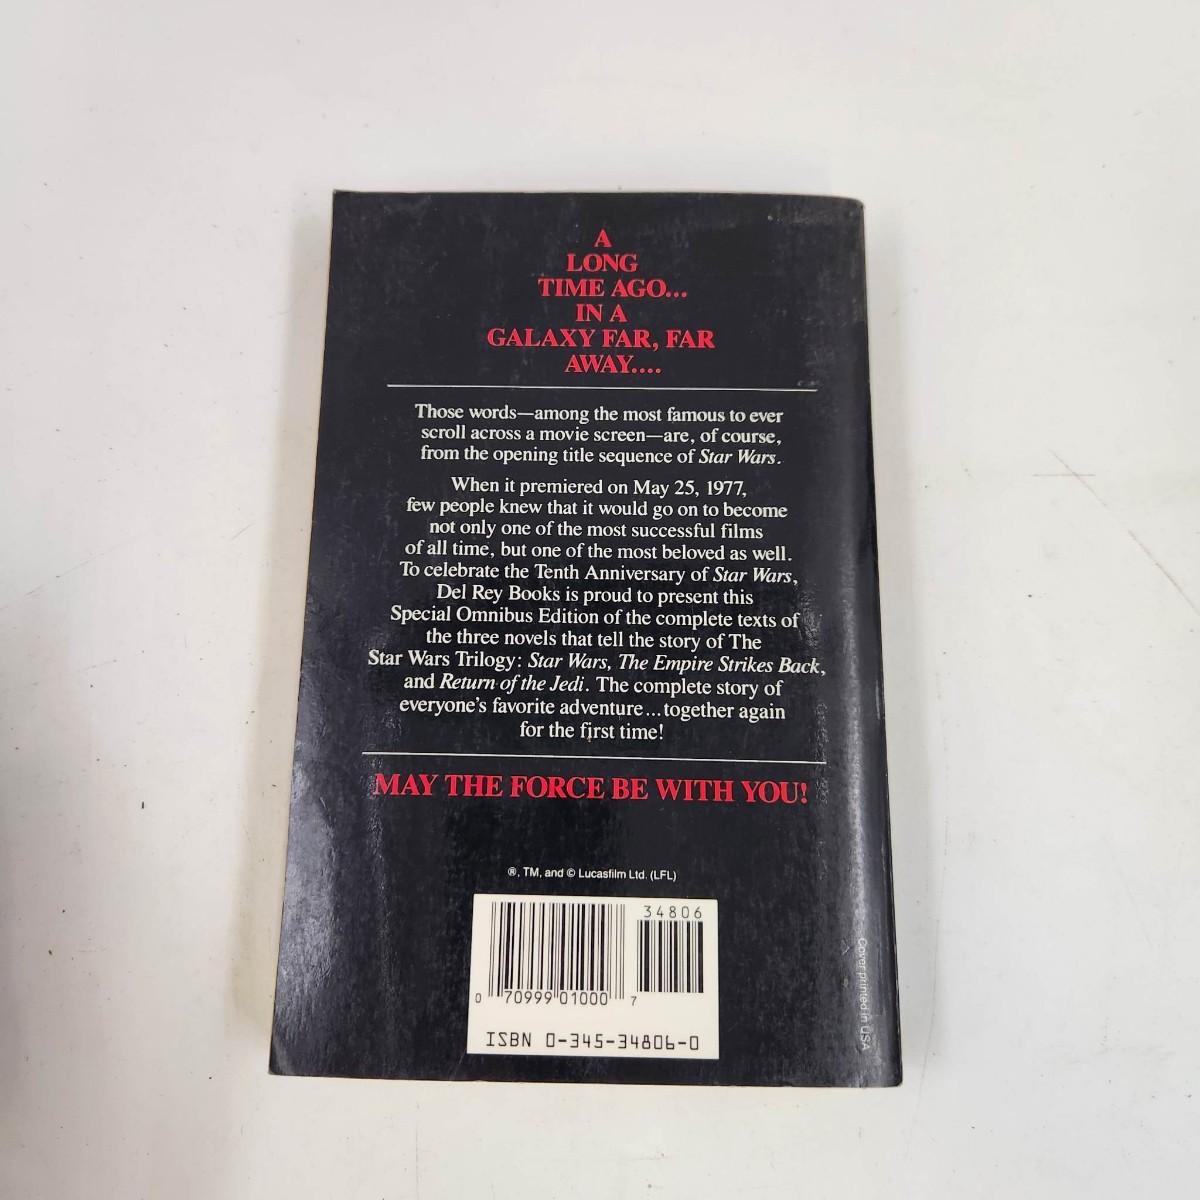 A
LONG
TIME AGO...
IN A
GALAXY FAR, FAR
AWAY....
Those words—among the most famous to ever
scroll across a movie screen—are, of course,
from the opening title sequence of Star Wars.
When it premiered on May 25, 1977,
few people knew that it would go on to become
not only one of the most successful films
of all time, but one of the most beloved as well.
To celebrate the Tenth Anniversary of Star Wars,
Del Rey Books is proud to present this
Special Omnibus Edition of the complete texts of
the three novels that tell the story of The
Star Wars Trilogy: Star Wars, The Empire Strikes Back,
and Return of the Jedi. The complete story of
everyone's favorite adventure...together again
for the first time!
MAY THE FORCE BE WITH YOU!
®, TM, and © Lucasfilm Ltd. (LFL)
34806
0 70999 01000 7
ISBN 0-345-34806-0
Cover printed in USA